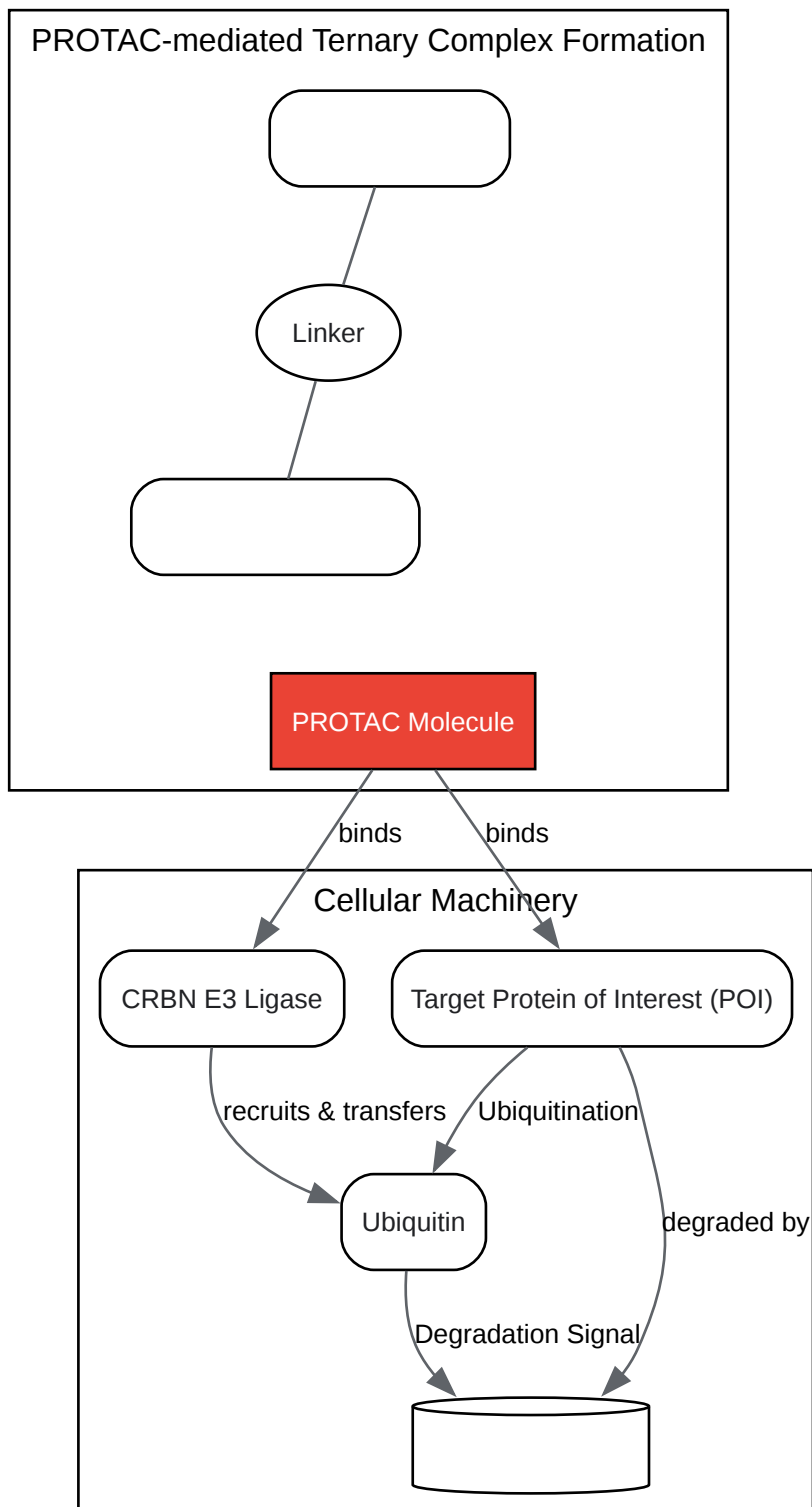 PROTAC-mediated Ternary Complex Formation
Linker
PROTAC Molecule
binds
binds
Cellular Machinery
CRBN E3 Ligase
Target Protein of Interest (POI)
recruits & transfers
Ubiquitination
Ubiquitin
degraded by
Degradation Signal